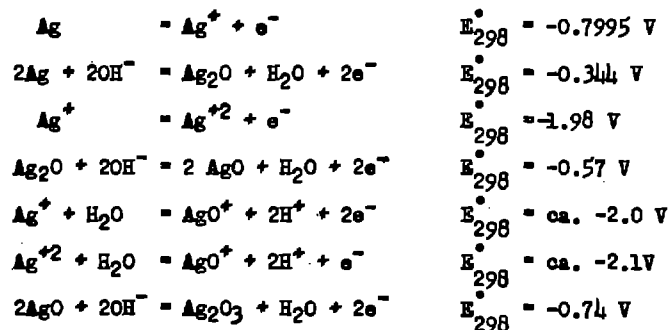 Ag = Ag⁺ + e⁻ E°₂₉₈ = -0.7995 V
2Ag + 2OH⁻ = Ag₂O + H₂O + 2e⁻ E°₂₉₈ = -0.344 V
Ag⁺ = Ag⁺² + e⁻ E°₂₉₈ =-1.98 V
Ag₂O + 2OH⁻ = 2 AgO + H₂O + 2e⁻ E°₂₉₈ = -0.57 V
Ag⁺ + H₂O = AgO⁺ + 2H⁺ + 2e⁻ E°₂₉₈ = ca. -2.0 V
Ag⁺² + H₂O = AgO⁺ + 2H⁺ + e⁻ E°₂₉₈ = ca. -2.1V
2AgO + 2OH⁻ = Ag₂O₃ + H₂O + 2e⁻ E°₂₉₈ = -0.74 V